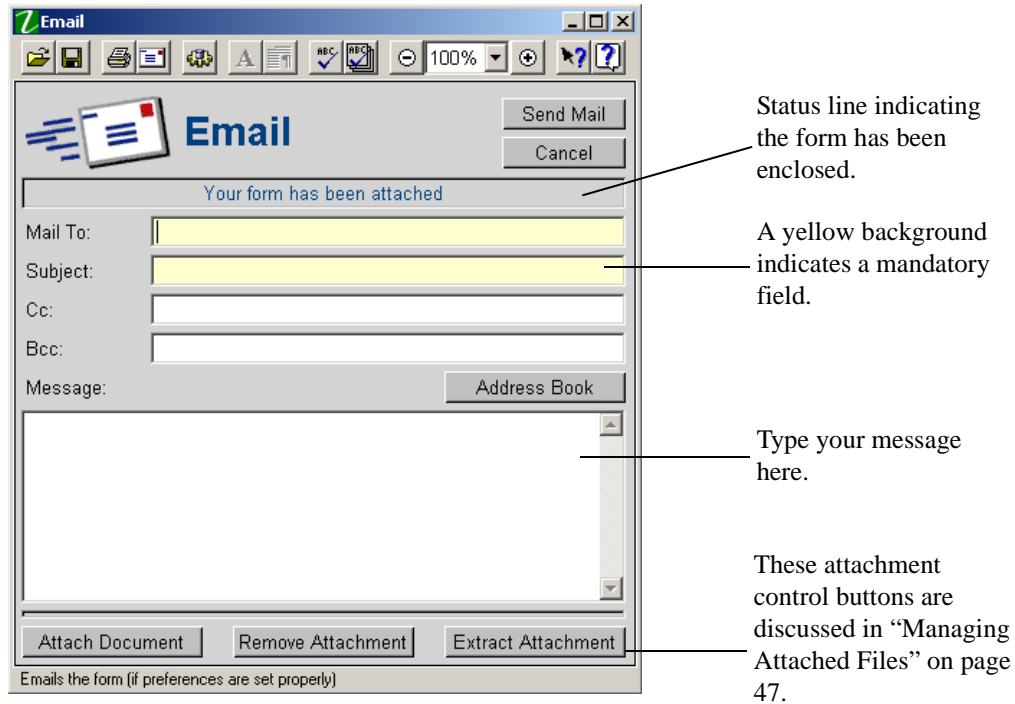 Email
A
ABC
ABC
100%
?
?
Email
Send Mail
Cancel
Your form has been attached
Mail To:
Subject:
Cc:
Bcc:
Message:
Address Book
Attach Document
Remove Attachment
Extract Attachment
Emails the form (if preferences are set properly)
Status line indicating
the form has been
enclosed.
A yellow background
indicates a mandatory
field.
Type your message
here.
These attachment
control buttons are
discussed in “Managing
Attached Files” on page
47.